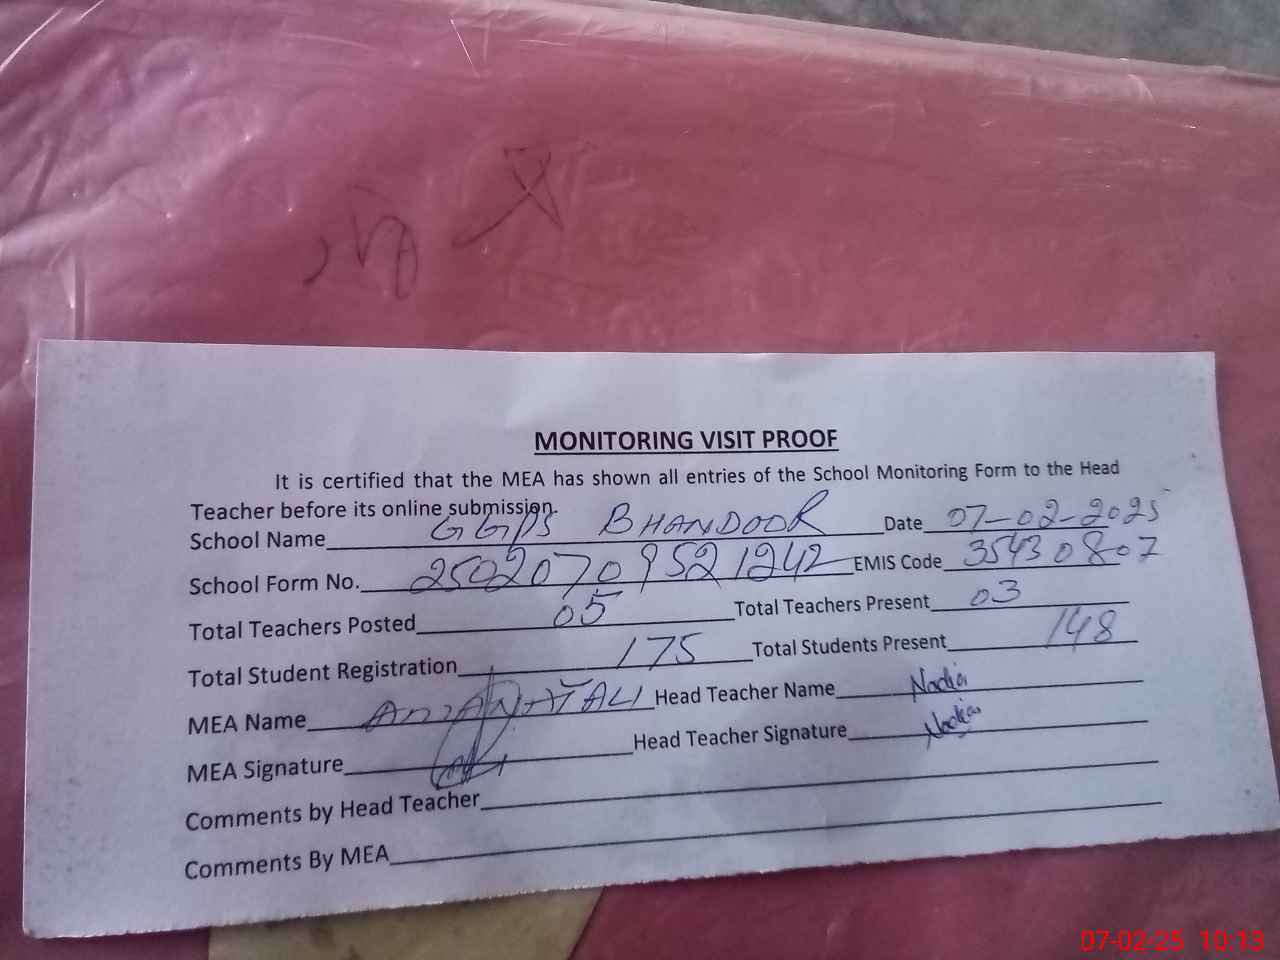 MONITORING VISIT PROOF
It is certified that the MEA has shown all entries of the School Monitoring Form to the Head
Teacher before its online submission.
School Name GGPS BHANDOOR Date 07-02-2025
School Form No. 2502070952 1242 EMIS Code 35430807
Total Teachers Posted 05 Total Teachers Present 03
Total Student Registration 175 Total Students Present 148
MEA Name ALI Head Teacher Name Nadia
MEA Signature Head Teacher Signature Nadia
Comments by Head Teacher
Comments By MEA
07-02-25 10:13